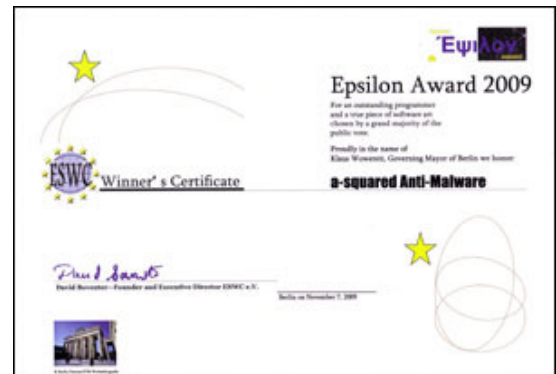 Έψιλον
Epsilon Award 2009
For an outstanding programmer
and a true piece of software art
chosen by a grand majority of the
public vote.
Proudly in the name of
Klaus Wowereit, Governing Mayor of Berlin we honor
a-squared Anti-Malware
ESWC
Winner's Certificate
David Boventer - Founder and Executive Director ESWC e.V.
Berlin on November 7, 2009